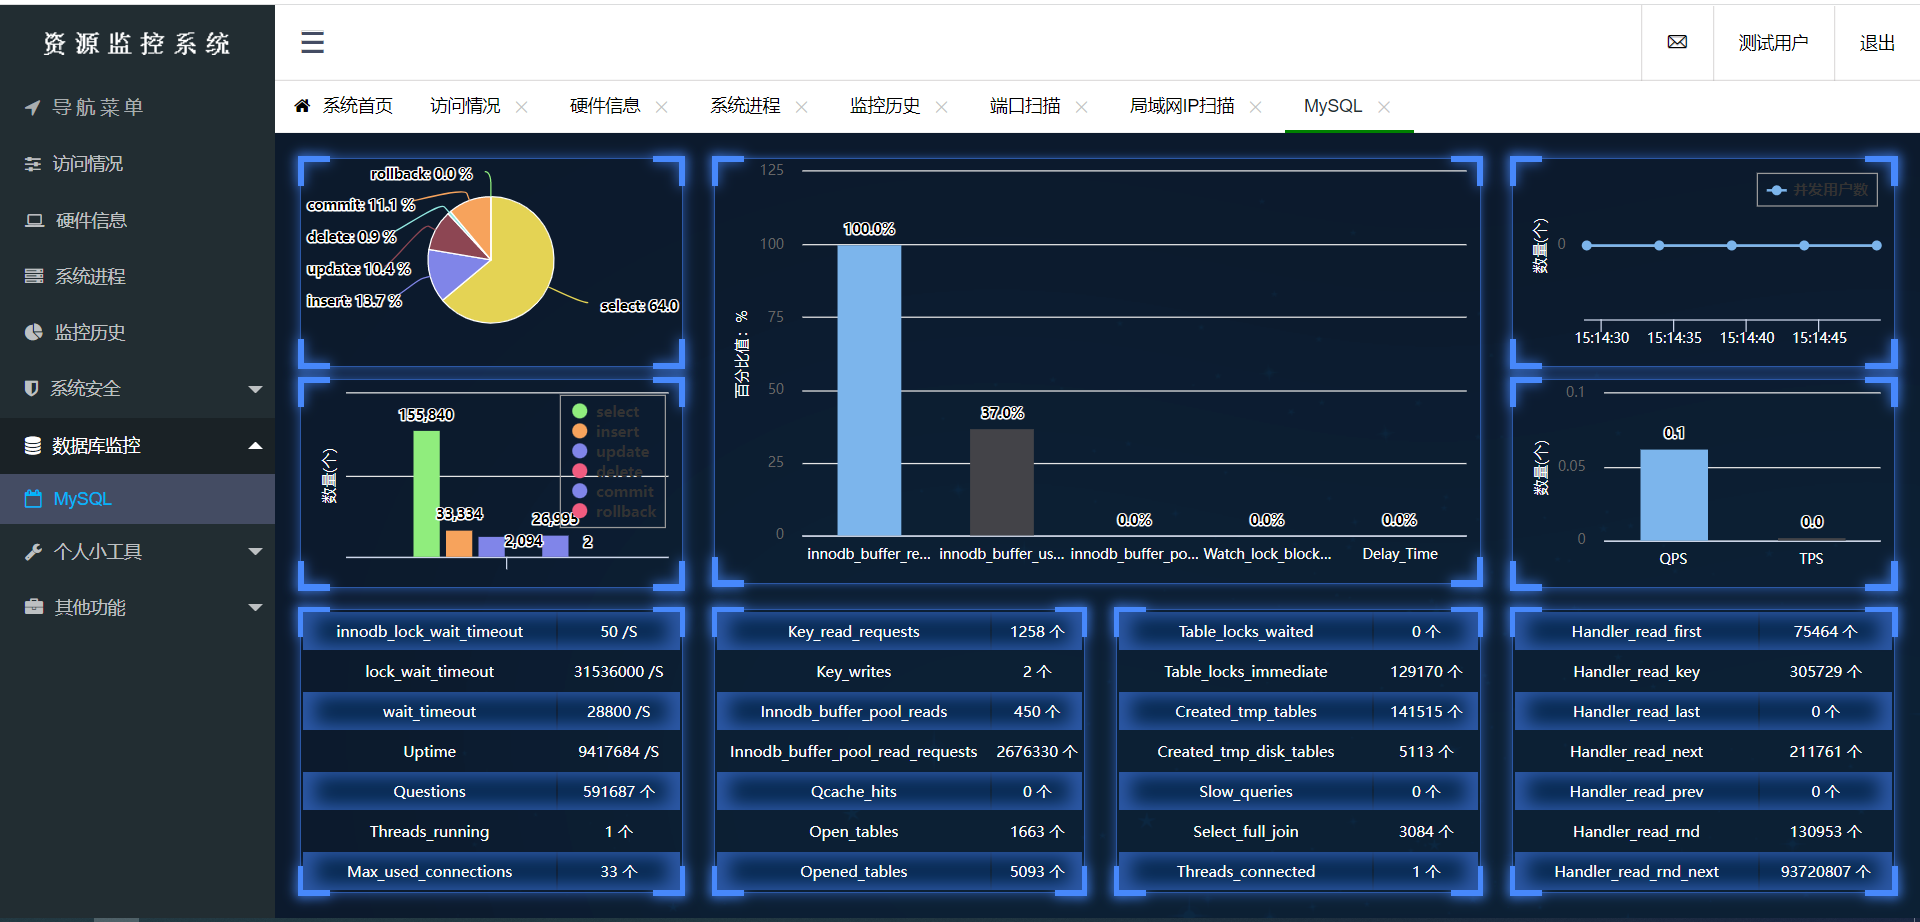 资源监控系统
导航菜单
访问情况
硬件信息
系统进程
监控历史
系统安全
数据库监控
MySQL
个人小工具
其他功能
测试用户
退出
系统首页
访问情况
硬件信息
系统进程
监控历史
端口扫描
局域网IP扫描
MySQL
rollback: 0.0 %
commit: 11.1 %
delete: 0.9 %
update: 10.4 %
insert: 13.7 %
select: 64.0
数量(个)
155,840
33,334
2,094
26,995
2
select
insert
update
delete
commit
rollback
百分比值：%
125
100
75
50
25
0
100.0%
37.0%
0.0%
0.0%
0.0%
innodb_buffer_re...
innodb_buffer_us...
innodb_buffer_po...
Watch_lock_block...
Delay_Time
并发用户数
数量(个)
0
15:14:30
15:14:35
15:14:40
15:14:45
数量(个)
0.1
0.05
0
0.1
0.0
QPS
TPS
innodb_lock_wait_timeout 50 /S
lock_wait_timeout 31536000 /S
wait_timeout 28800 /S
Uptime 9417684 /S
Questions 591687 个
Threads_running 1 个
Max_used_connections 33 个
Key_read_requests 1258 个
Key_writes 2 个
Innodb_buffer_pool_reads 450 个
Innodb_buffer_pool_read_requests 2676330 个
Qcache_hits 0 个
Open_tables 1663 个
Opened_tables 5093 个
Table_locks_waited 0 个
Table_locks_immediate 129170 个
Created_tmp_tables 141515 个
Created_tmp_disk_tables 5113 个
Slow_queries 0 个
Select_full_join 3084 个
Threads_connected 1 个
Handler_read_first 75464 个
Handler_read_key 305729 个
Handler_read_last 0 个
Handler_read_next 211761 个
Handler_read_prev 0 个
Handler_read_rnd 130953 个
Handler_read_rnd_next 93720807 个